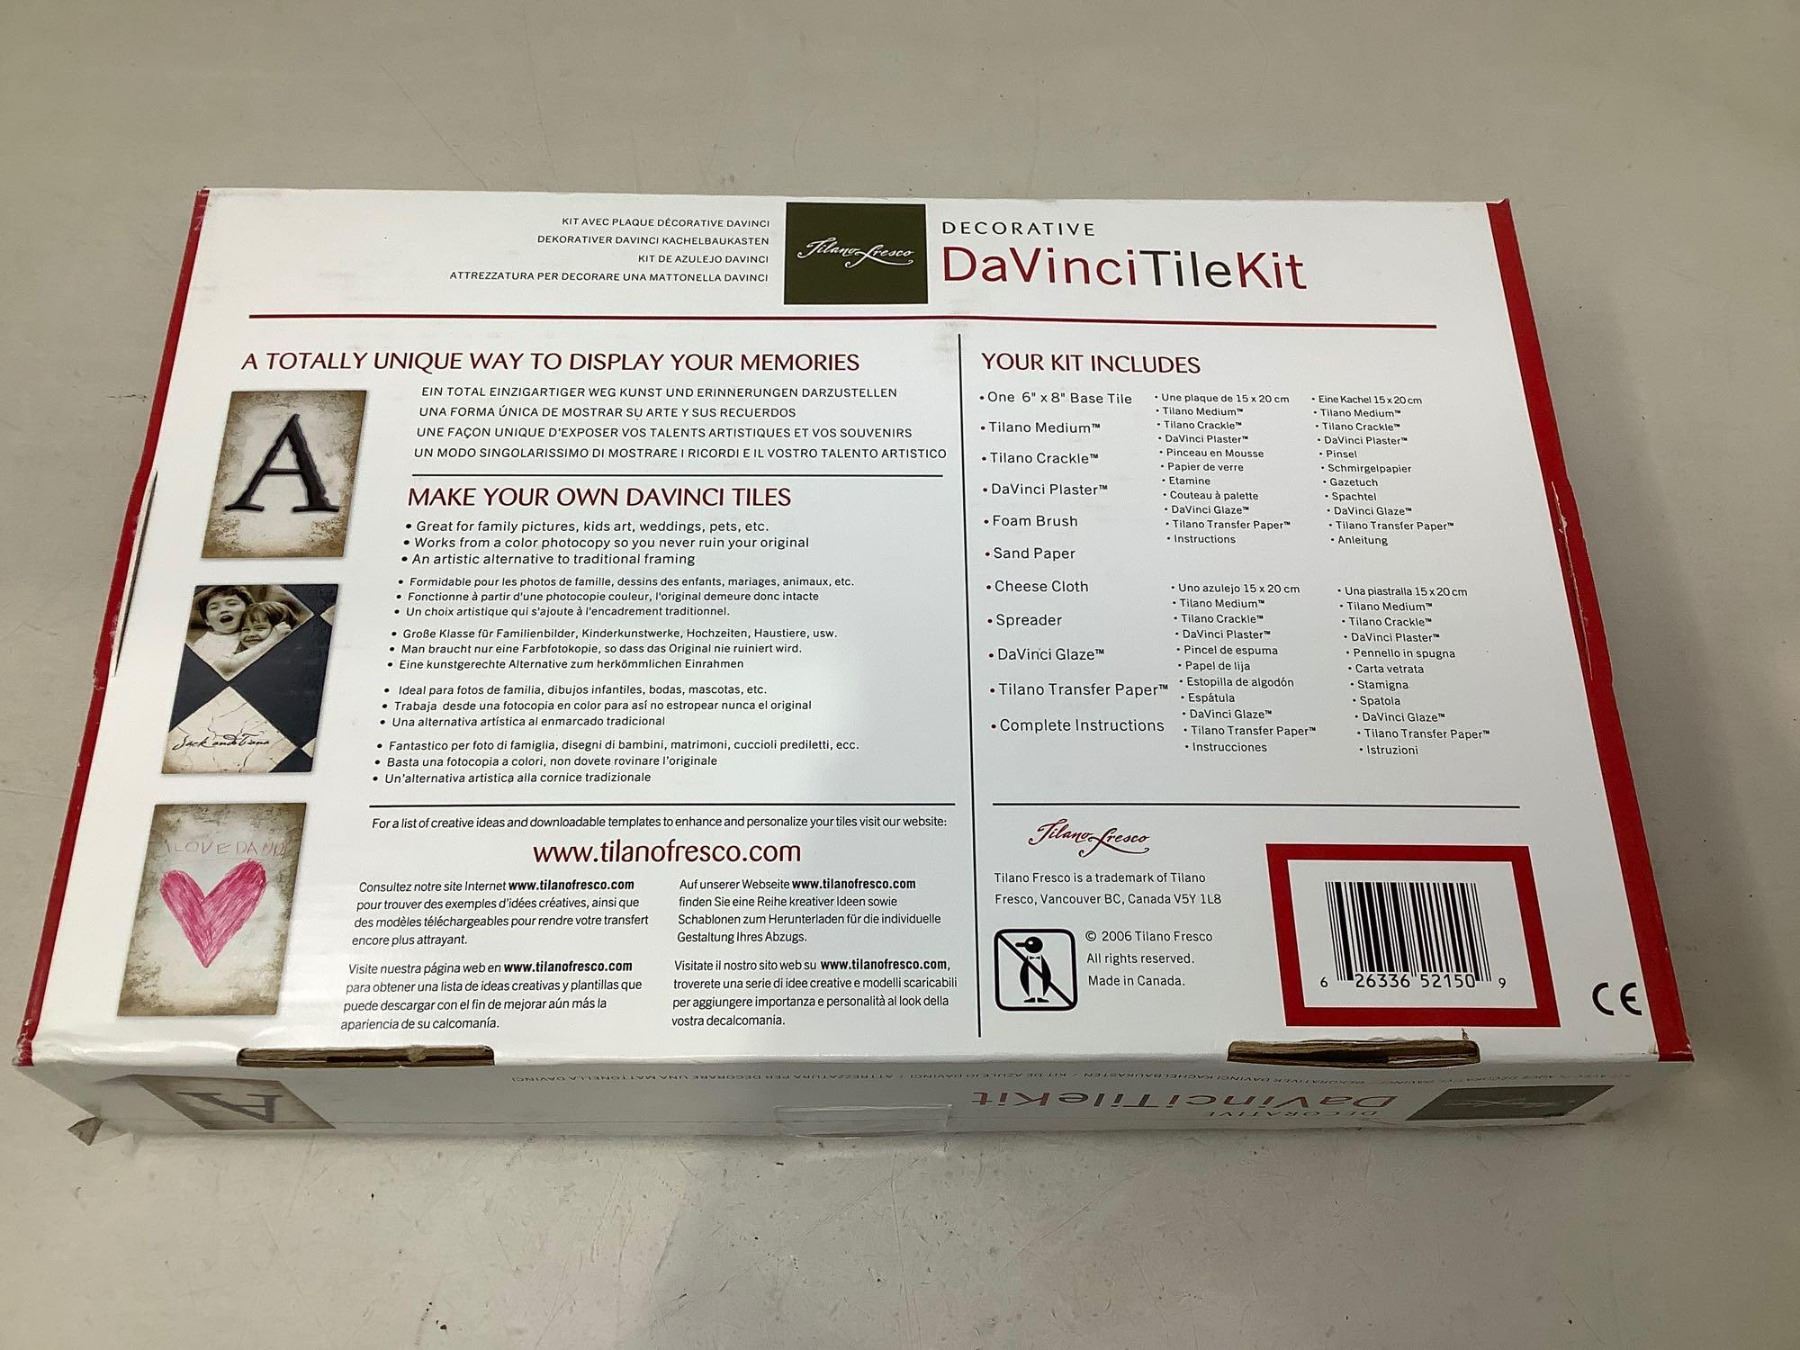 KIT AVEC PLAQUE DÉCORATIVE DAVINCI
DEKORATIVER DAVINCI KACHELBAUKASTEN
KIT DE AZULEJO DAVINCI
ATTREZZATURA PER DECORARE UNA MATTONELLA DAVINCI
Tilano Fresco
DECORATIVE
DaVinciTileKit
A TOTALLY UNIQUE WAY TO DISPLAY YOUR MEMORIES
EIN TOTAL EINZIGARTIGER WEG KUNST UND ERINNERUNGEN DARZUSTELLEN
UNA FORMA ÚNICA DE MOSTRAR SU ARTE Y SUS RECUERDOS
UNE FAÇON UNIQUE D'EXPOSER VOS TALENTS ARTISTIQUES ET VOS SOUVENIRS
UN MODO SINGOLARISSIMO DI MOSTRARE I RICORDI E IL VOSTRO TALENTO ARTISTICO
A
MAKE YOUR OWN DAVINCI TILES
• Great for family pictures, kids art, weddings, pets, etc.
• Works from a color photocopy so you never ruin your original
• An artistic alternative to traditional framing
• Formidable pour les photos de famille, dessins des enfants, mariages, animaux, etc.
• Fonctionne à partir d'une photocopie couleur, l'original demeure donc intacte
• Un choix artistique qui s'ajoute à l'encadrement traditionnel.
• Große Klasse für Familienbilder, Kinderkunstwerke, Hochzeiten, Haustiere, usw.
• Man braucht nur eine Farbfotokopie, so dass das Original nie ruiniert wird.
• Eine kunstgerechte Alternative zum herkömmlichen Einrahmen
• Ideal para fotos de familia, dibujos infantiles, bodas, mascotas, etc.
• Trabaja desde una fotocopia en color para así no estropear nunca el original
• Una alternativa artística al enmarcado tradicional
• Fantastico per foto di famiglia, disegni di bambini, matrimoni, cuccioli prediletti, ecc.
• Basta una fotocopia a colori, non dovete rovinare l'originale
• Un'alternativa artistica alla cornice tradizionale
Jack and Tiana
I LOVE DADDY
For a list of creative ideas and downloadable templates to enhance and personalize your tiles visit our website:
www.tilanofresco.com
Consultez notre site Internet www.tilanofresco.com
pour trouver des exemples d'idées créatives, ainsi que
des modèles téléchargeables pour rendre votre transfert
encore plus attrayant.
Auf unserer Webseite www.tilanofresco.com
finden Sie eine Reihe kreativer Ideen sowie
Schablonen zum Herunterladen für die individuelle
Gestaltung Ihres Abzugs.
Visite nuestra página web en www.tilanofresco.com
para obtener una lista de ideas creativas y plantillas que
puede descargar con el fin de mejorar aún más la
apariencia de su calcomanía.
Visitate il nostro sito web su www.tilanofresco.com,
troverete una serie di idee creative e modelli scaricabili
per aggiungere importanza e personalità al look della
vostra decalcomania.
YOUR KIT INCLUDES
• One 6" x 8" Base Tile
• Tilano Medium™
• Tilano Crackle™
• DaVinci Plaster™
• Foam Brush
• Sand Paper
• Cheese Cloth
• Spreader
• DaVinci Glaze™
• Tilano Transfer Paper™
• Complete Instructions
• Une plaque de 15 x 20 cm
• Tilano Medium™
• Tilano Crackle™
• DaVinci Plaster™
• Pinceau en Mousse
• Papier de verre
• Etamine
• Couteau à palette
• DaVinci Glaze™
• Tilano Transfer Paper™
• Instructions
• Eine Kachel 15 x 20 cm
• Tilano Medium™
• Tilano Crackle™
• DaVinci Plaster™
• Pinsel
• Schmirgelpapier
• Gazetuch
• Spachtel
• DaVinci Glaze™
• Tilano Transfer Paper™
• Anleitung
• Uno azulejo 15 x 20 cm
• Tilano Medium™
• Tilano Crackle™
• DaVinci Plaster™
• Pincel de espuma
• Papel de lija
• Estopilla de algodón
• Espátula
• DaVinci Glaze™
• Tilano Transfer Paper™
• Instrucciones
• Una piastralla 15 x 20 cm
• Tilano Medium™
• Tilano Crackle™
• DaVinci Plaster™
• Pennello in spugna
• Carta vetrata
• Stamigna
• Spatola
• DaVinci Glaze™
• Tilano Transfer Paper™
• Istruzioni
Tilano Fresco
Tilano Fresco is a trademark of Tilano
Fresco, Vancouver BC, Canada V5Y 1L8
© 2006 Tilano Fresco
All rights reserved.
Made in Canada.
6 26336 52150 9
CE
DECORATIVE
DaVinciTileKit
A